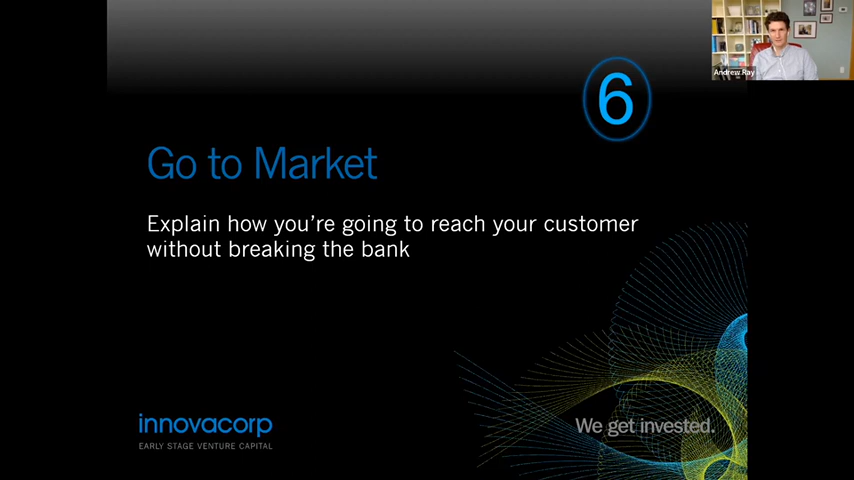 Andrew Ray
6
Go to Market
Explain how you're going to reach your customer
without breaking the bank
innovacorp
EARLY STAGE VENTURE CAPITAL
We get invested.